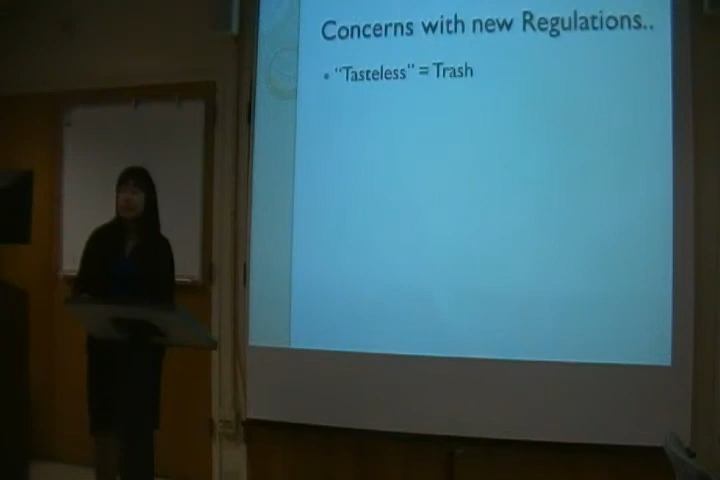 Concerns with new Regulations..
• "Tasteless" = Trash